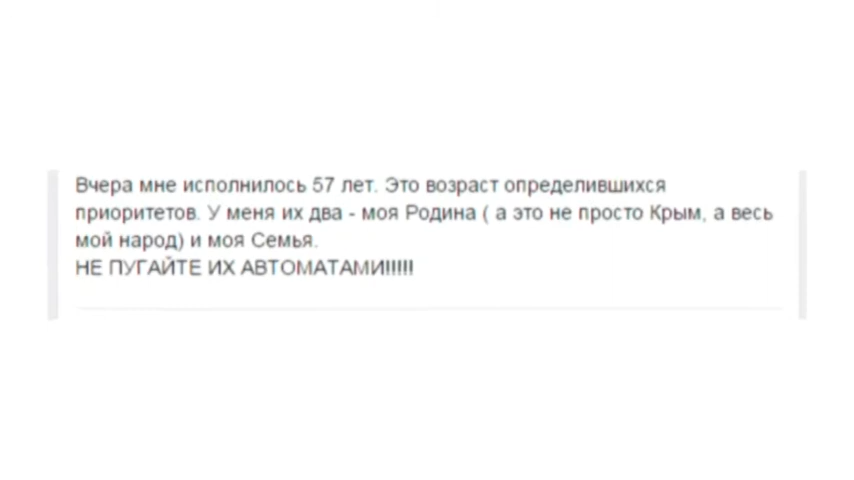 Вчера мне исполнилось 57 лет. Это возраст определившихся
приоритетов. У меня их два - моя Родина ( а это не просто Крым, а весь
мой народ) и моя Семья.
НЕ ПУГАЙТЕ ИХ АВТОМАТАМИ!!!!!